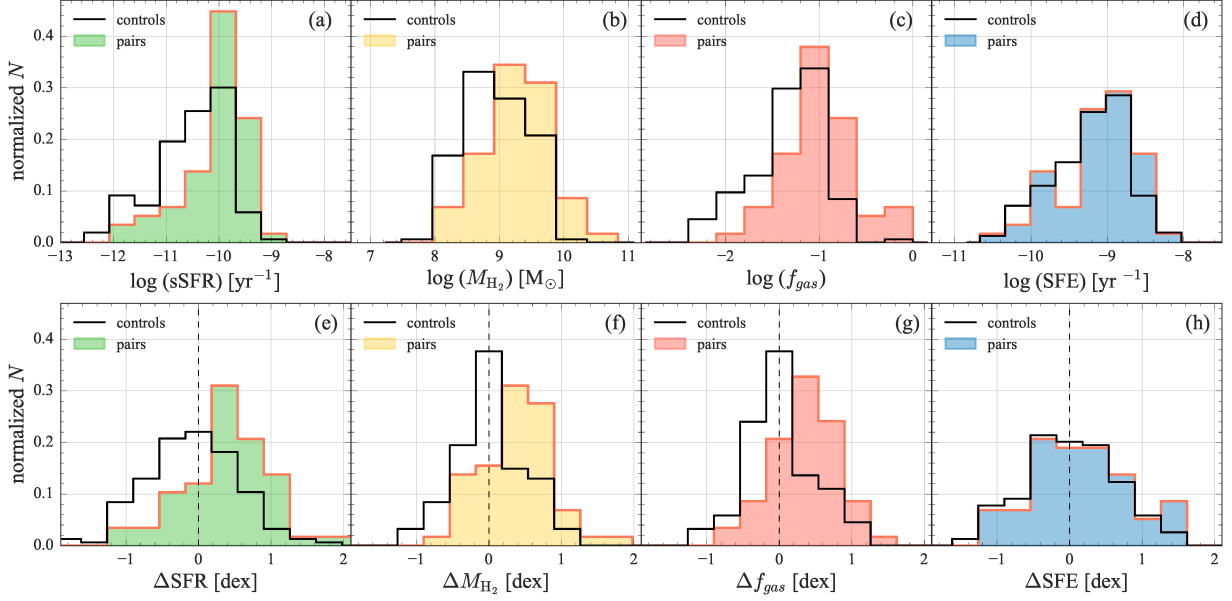 normalized N
0.4
0.3
0.2
0.1
0.0
controls
pairs
(a)
−13 −12 −11 −10 −9 −8
log (sSFR) [yr⁻¹]
controls
pairs
(b)
7 8 9 10 11
log (M_H₂) [M⊙]
controls
pairs
(c)
−2 −1 0
log (f_gas)
controls
pairs
(d)
−11 −10 −9 −8
log (SFE) [yr⁻¹]
normalized N
0.4
0.3
0.2
0.1
0.0
controls
pairs
(e)
−1 0 1 2
ΔSFR [dex]
controls
pairs
(f)
−1 0 1 2
ΔM_H₂ [dex]
controls
pairs
(g)
−1 0 1 2
Δf_gas [dex]
controls
pairs
(h)
−1 0 1 2
ΔSFE [dex]